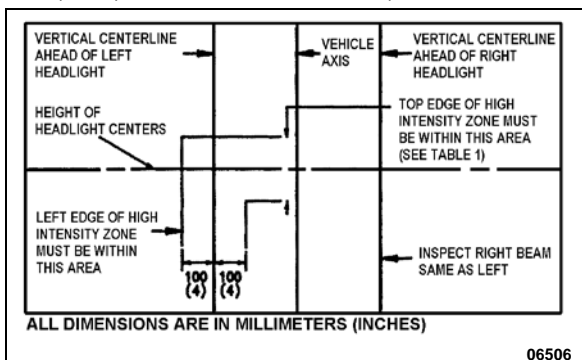 VERTICAL CENTERLINE
AHEAD OF LEFT
HEADLIGHT
VEHICLE
AXIS
VERTICAL CENTERLINE
AHEAD OF RIGHT
HEADLIGHT
HEIGHT OF
HEADLIGHT CENTERS
TOP EDGE OF HIGH
INTENSITY ZONE MUST
BE WITHIN THIS AREA
(SEE TABLE 1)
LEFT EDGE OF HIGH
INTENSITY ZONE
MUST BE WITHIN
THIS AREA
100
(4)
100
(4)
INSPECT RIGHT BEAM
SAME AS LEFT
ALL DIMENSIONS ARE IN MILLIMETERS (INCHES)
06506